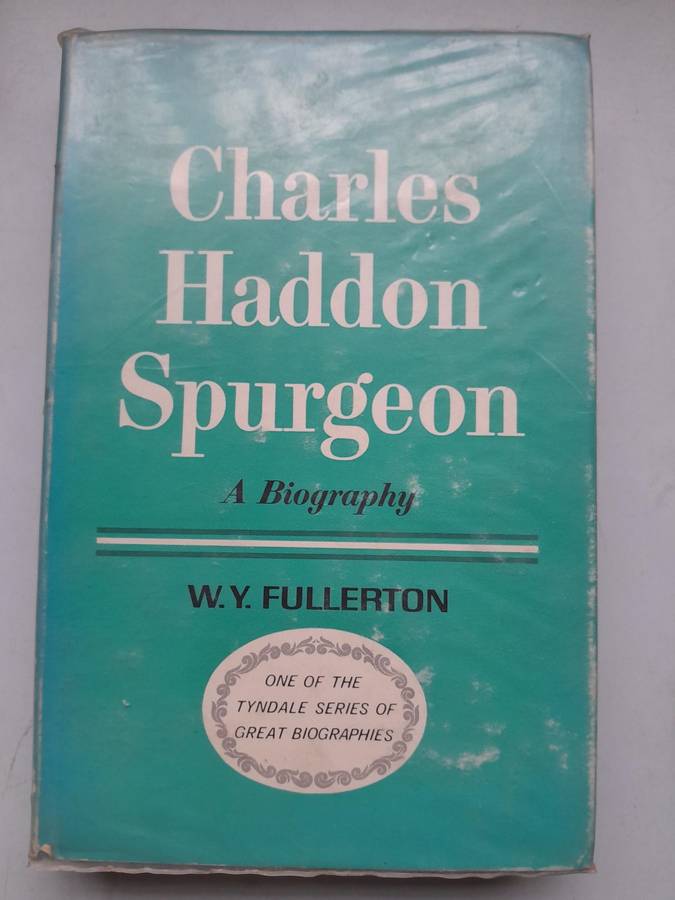 Charles
Haddon
Spurgeon
A Biography
W.Y. FULLERTON
ONE OF THE
TYNDALE SERIES OF
GREAT BIOGRAPHIES